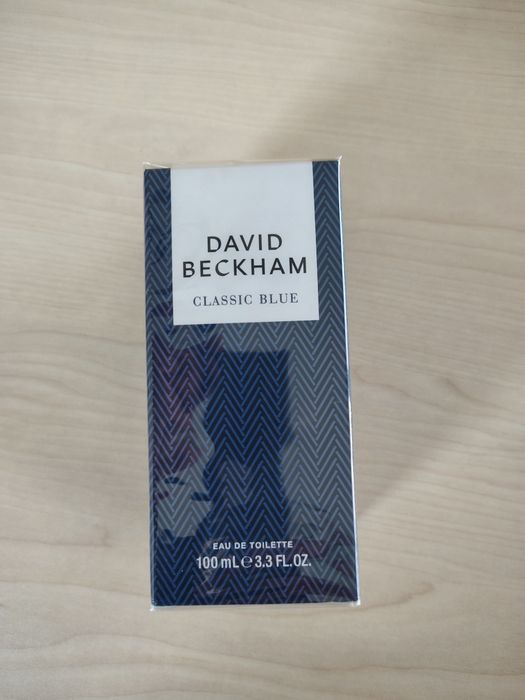 DAVID
BECKHAM
CLASSIC BLUE
EAU DE TOILETTE
100 mL ℮ 3.3 FL.OZ.